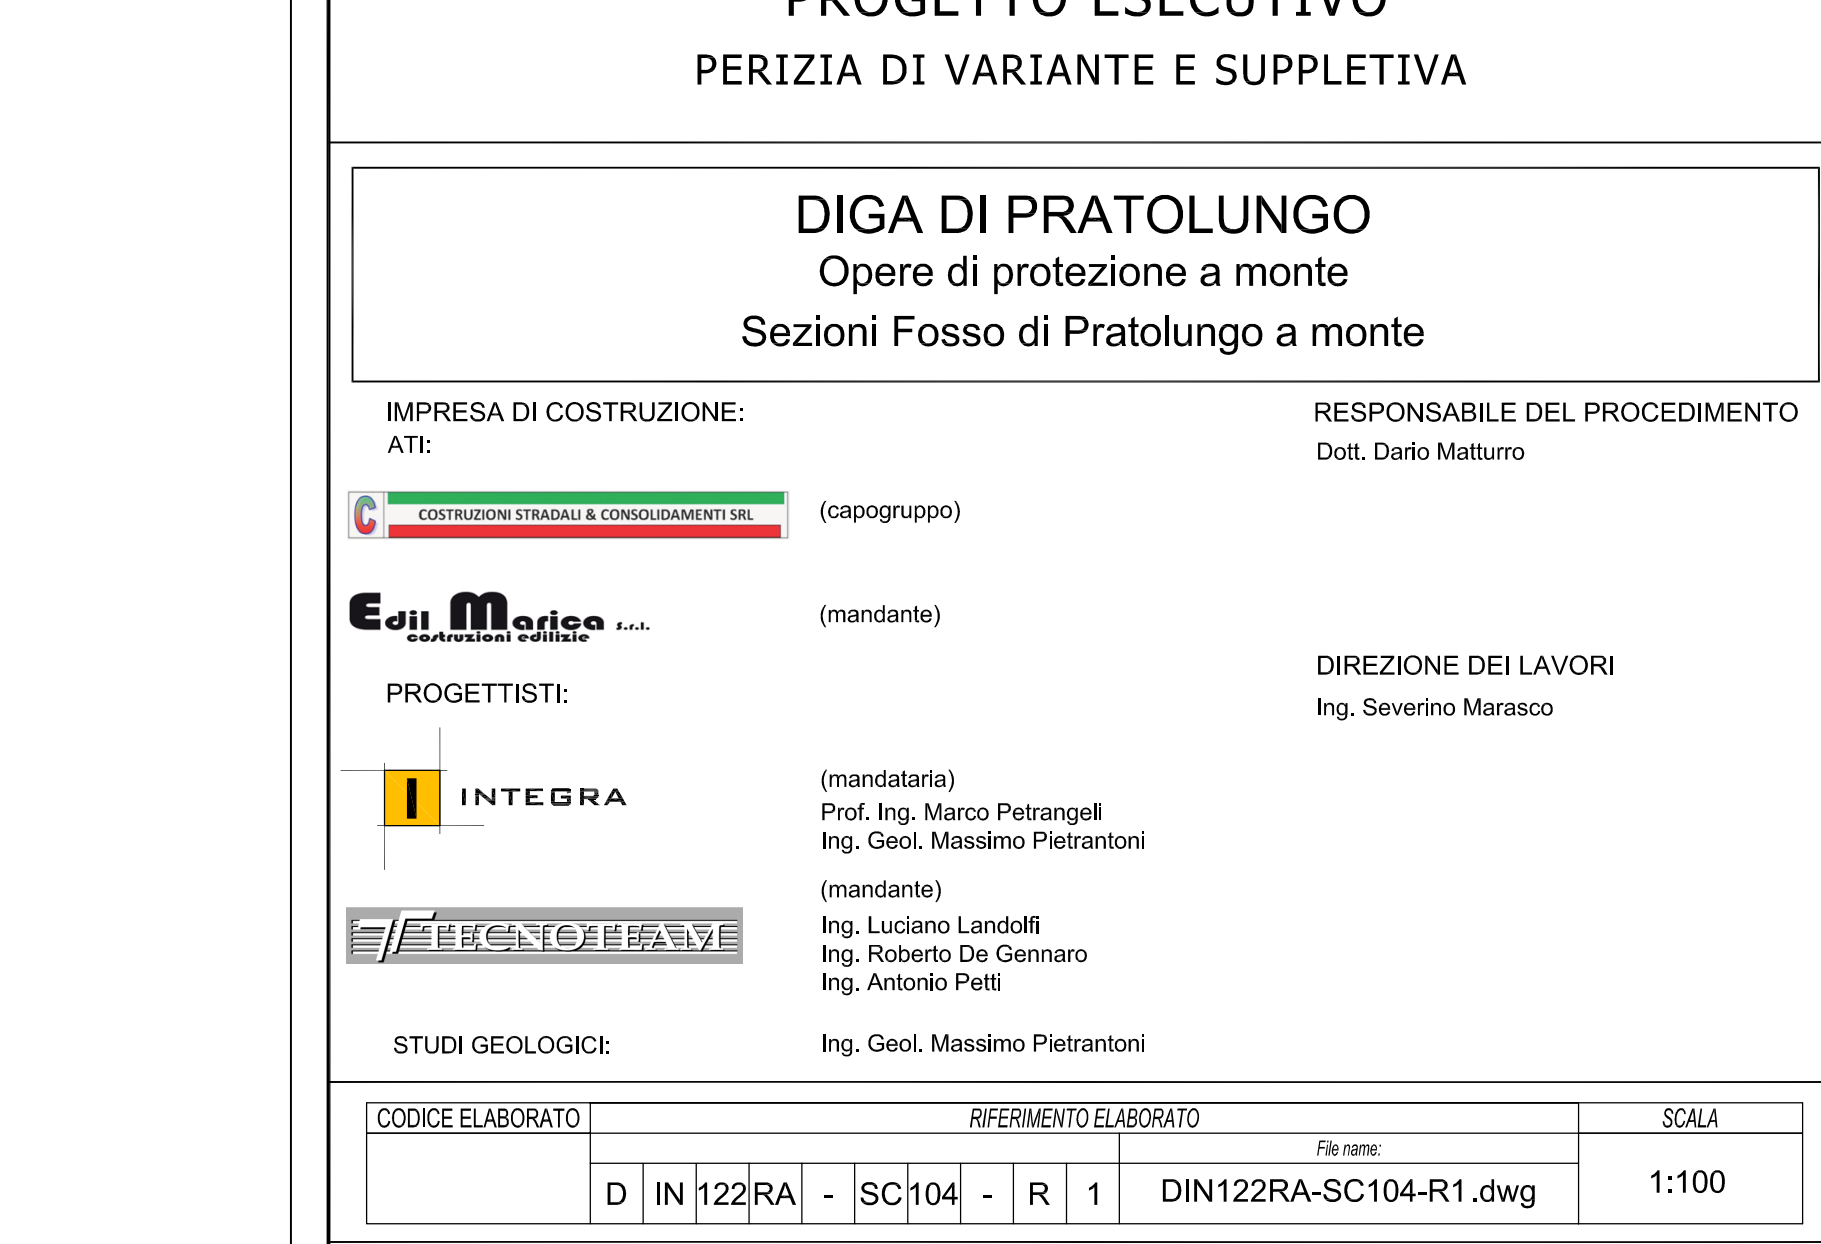 PROGETTO ESECUTIVO
PERIZIA DI VARIANTE E SUPPLETIVA
DIGA DI PRATOLUNGO
Opere di protezione a monte
Sezioni Fosso di Pratolungo a monte
IMPRESA DI COSTRUZIONE:
ATI:
C COSTRUZIONI STRADALI & CONSOLIDAMENTI SRL (capogruppo)
Edil Marica s.r.l. (mandante)
costruzioni edilizie
RESPONSABILE DEL PROCEDIMENTO
Dott. Dario Matturro
DIREZIONE DEI LAVORI
Ing. Severino Marasco
PROGETTISTI:
I INTEGRA
(mandataria)
Prof. Ing. Marco Petrangeli
Ing. Geol. Massimo Pietrantoni
TECNOTEAM
(mandante)
Ing. Luciano Landolfi
Ing. Roberto De Gennaro
Ing. Antonio Petti
STUDI GEOLOGICI: Ing. Geol. Massimo Pietrantoni
CODICE ELABORATO RIFERIMENTO ELABORATO SCALA
File name:
D IN 122 RA - SC 104 - R 1 DIN122RA-SC104-R1.dwg 1:100